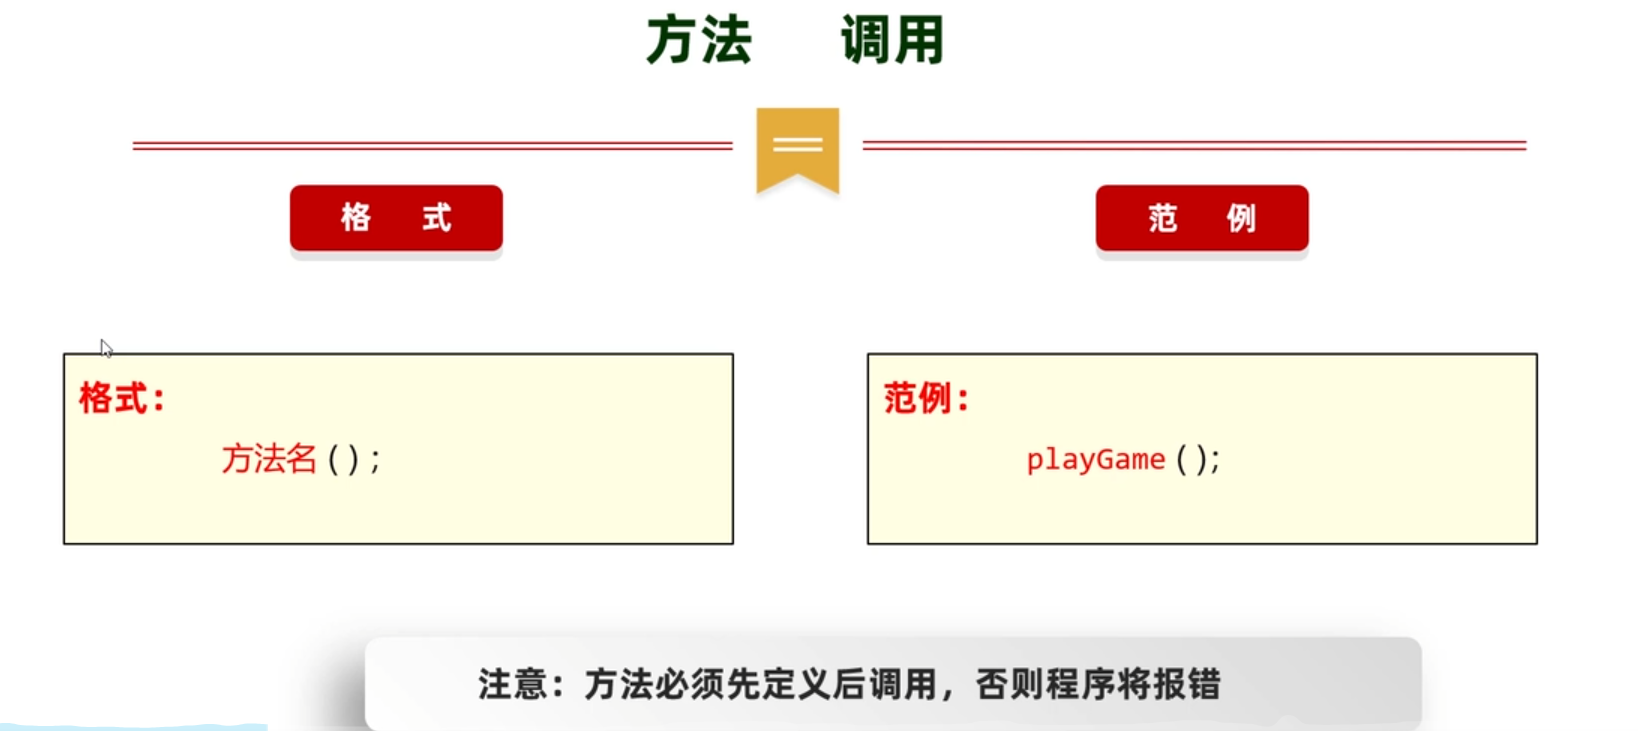 方法 调用
格 式
范 例
格式：
方法名();
范例：
playGame();
注意：方法必须先定义后调用，否则程序将报错